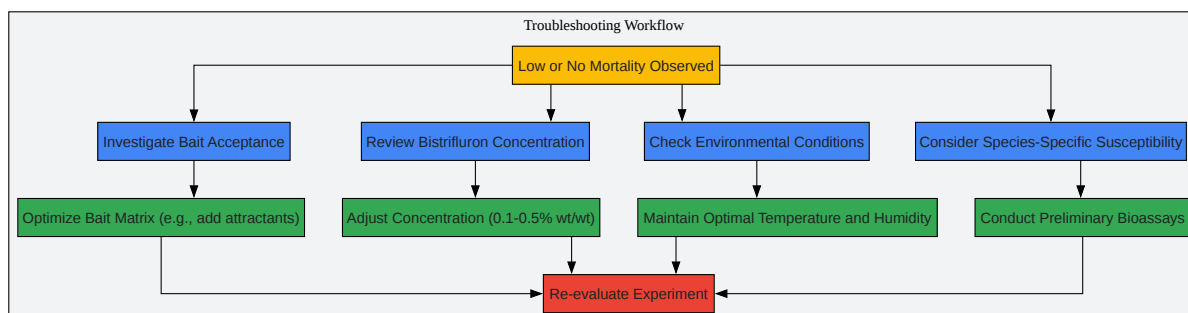 Troubleshooting Workflow
Low or No Mortality Observed
Investigate Bait Acceptance
Review Bistrifluron Concentration
Check Environmental Conditions
Consider Species-Specific Susceptibility
Optimize Bait Matrix (e.g., add attractants)
Adjust Concentration (0.1-0.5% wt/wt)
Maintain Optimal Temperature and Humidity
Conduct Preliminary Bioassays
Re-evaluate Experiment